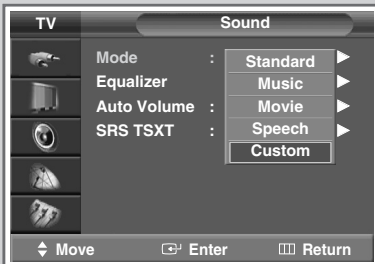 TV Sound
Mode : Standard
Equalizer Music
Auto Volume : Movie
SRS TSXT : Speech
Custom
Move Enter Return